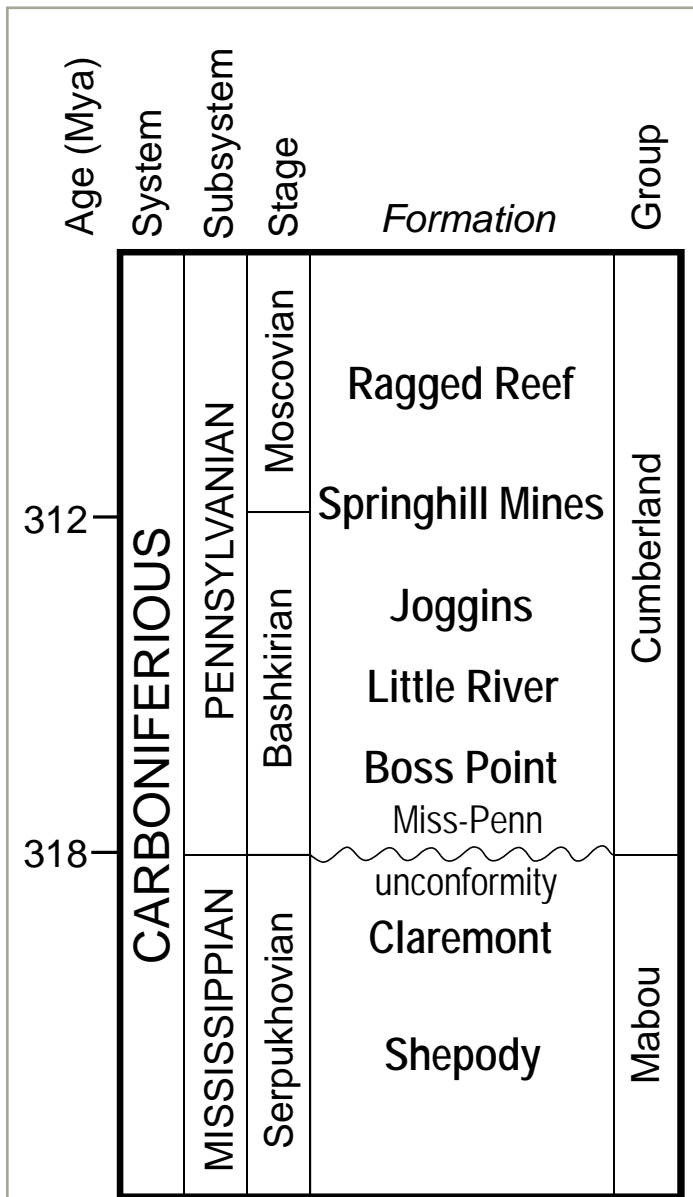 Age (Mya)
System
Subsystem
Stage
Formation
Group
312
318
CARBONIFERIOUS
PENNSYLVANIAN
MISSISSIPPIAN
Moscovian
Bashkirian
Serpukhovian
Ragged Reef
Springhill Mines
Joggins
Little River
Boss Point
Miss-Penn
unconformity
Claremont
Shepody
Cumberland
Mabou